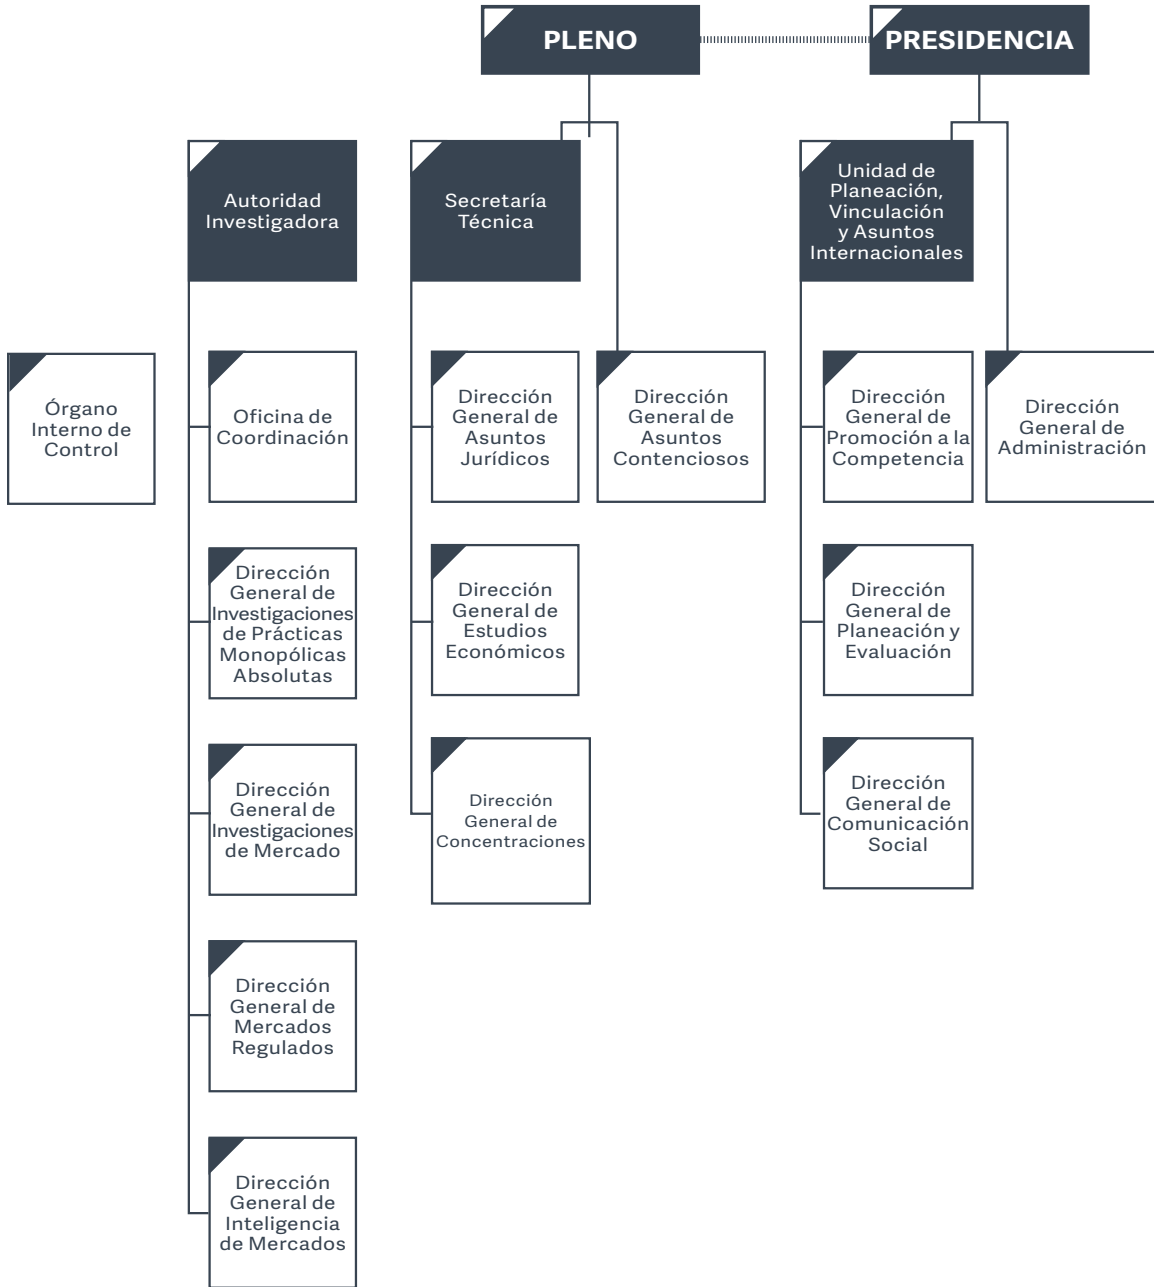 PLENO
PRESIDENCIA
Autoridad
Investigadora
Secretaría
Técnica
Unidad de
Planeación,
Vinculación
y Asuntos
Internacionales
Órgano
Interno de
Control
Oficina de
Coordinación
Dirección
General de
Asuntos
Jurídicos
Dirección
General de
Asuntos
Contenciosos
Dirección
General de
Promoción a la
Competencia
Dirección
General de
Administración
Dirección
General de
Investigaciones
de Prácticas
Monopólicas
Absolutas
Dirección
General de
Estudios
Económicos
Dirección
General de
Planeación y
Evaluación
Dirección
General de
Investigaciones
de Mercado
Dirección
General de
Concentraciones
Dirección
General de
Comunicación
Social
Dirección
General de
Mercados
Regulados
Dirección
General de
Inteligencia
de Mercados